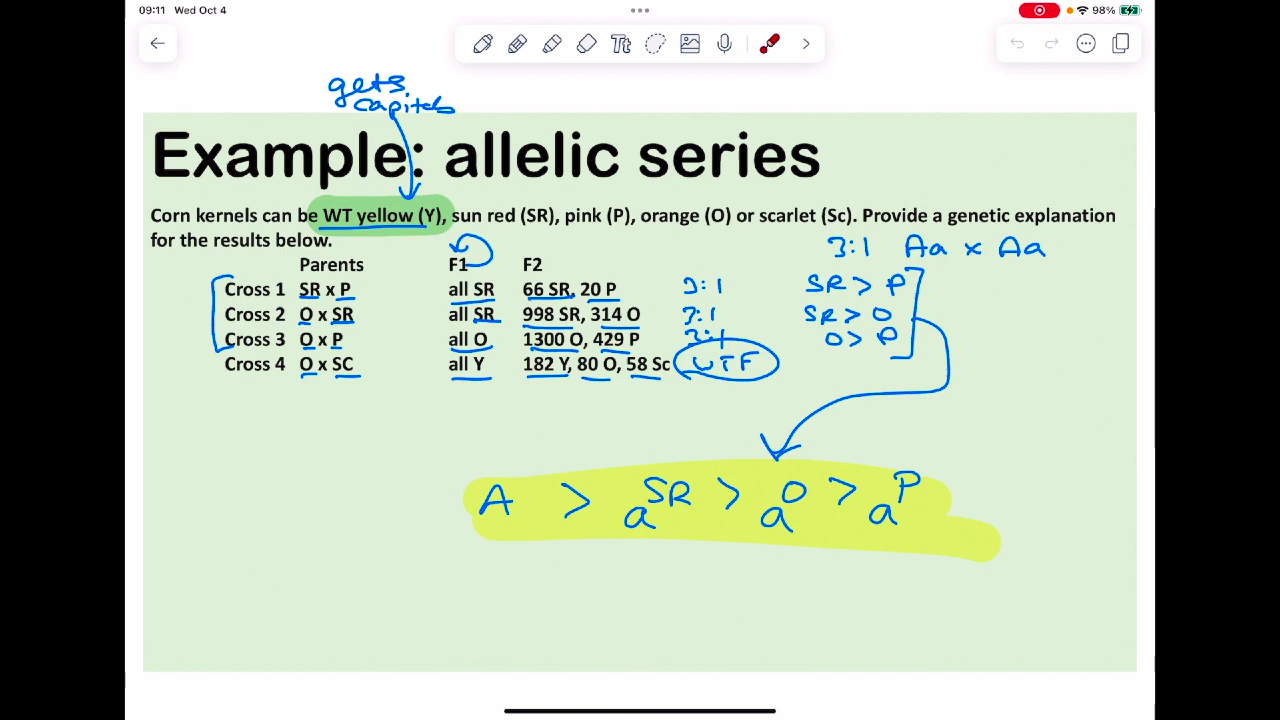 09:11 Wed Oct 4
98%
Tt
gets
capitals
Example: allelic series
Corn kernels can be WT yellow (Y), sun red (SR), pink (P), orange (O) or scarlet (Sc). Provide a genetic explanation
for the results below.
3:1 Aa x Aa
Parents F1 F2
Cross 1 SR x P all SR 66 SR, 20 P 3:1 SR > P
Cross 2 O x SR all SR 998 SR, 314 O 3:1 SR > O
Cross 3 O x P all O 1300 O, 429 P 3:1 O > P
Cross 4 O x SC all Y 182 Y, 80 O, 58 Sc WTF
A > a^SR > a^O > a^P